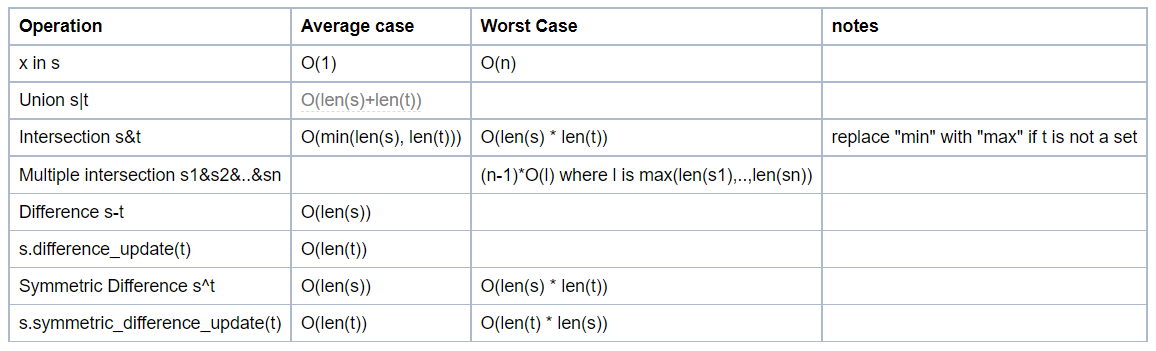 Operation Average case Worst Case notes
x in s O(1) O(n)
Union s|t O(len(s)+len(t))
Intersection s&t O(min(len(s), len(t))) O(len(s) * len(t)) replace "min" with "max" if t is not a set
Multiple intersection s1&s2&..&sn (n-1)*O(l) where l is max(len(s1),..,len(sn))
Difference s-t O(len(s))
s.difference_update(t) O(len(t))
Symmetric Difference s^t O(len(s)) O(len(s) * len(t))
s.symmetric_difference_update(t) O(len(t)) O(len(t) * len(s))